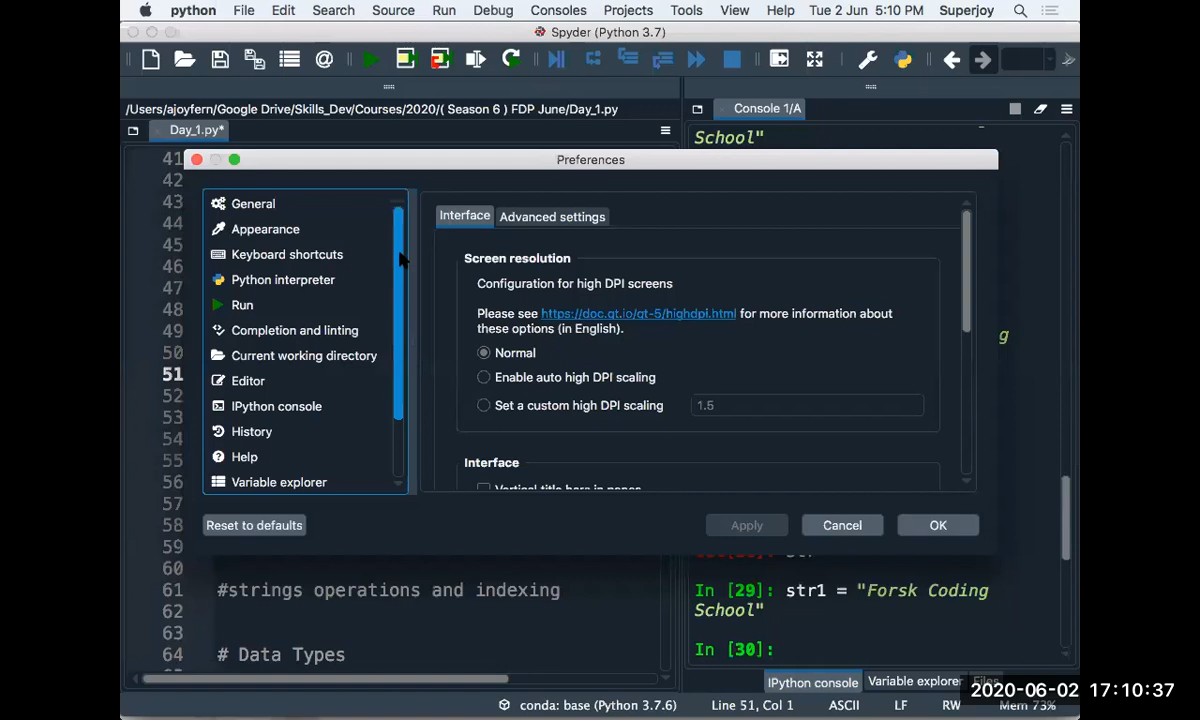 python File Edit Search Source Run Debug Consoles Projects Tools View Help Tue 2 Jun 5:10 PM Superjoy
Spyder (Python 3.7)
/Users/ajoyfern/Google Drive/Skills_Dev/Courses/2020/( Season 6 ) FDP June/Day_1.py
Console 1/A
Day_1.py*
School"
41
Preferences
42
43
44
45
46
47
48
49
50
51
52
53
54
55
56
57
58
59
General
Appearance
Keyboard shortcuts
Python interpreter
Run
Completion and linting
Current working directory
Editor
IPython console
History
Help
Variable explorer
Interface Advanced settings
Screen resolution
Configuration for high DPI screens
Please see https://doc.qt.io/qt-5/highdpi.html for more information about
these options (in English).
Normal
Enable auto high DPI scaling
Set a custom high DPI scaling 1.5
Interface
Vertical title bars in panes
g
Reset to defaults Apply Cancel OK
60
61 #strings operations and indexing
62
63
64 # Data Types
In [29]: str1 = "Forsk Coding
School"
In [30]:
IPython console Variable explorer Files
2020-06-02 17:10:37
conda: base (Python 3.7.6) Line 51, Col 1 ASCII LF RW Mem 73%